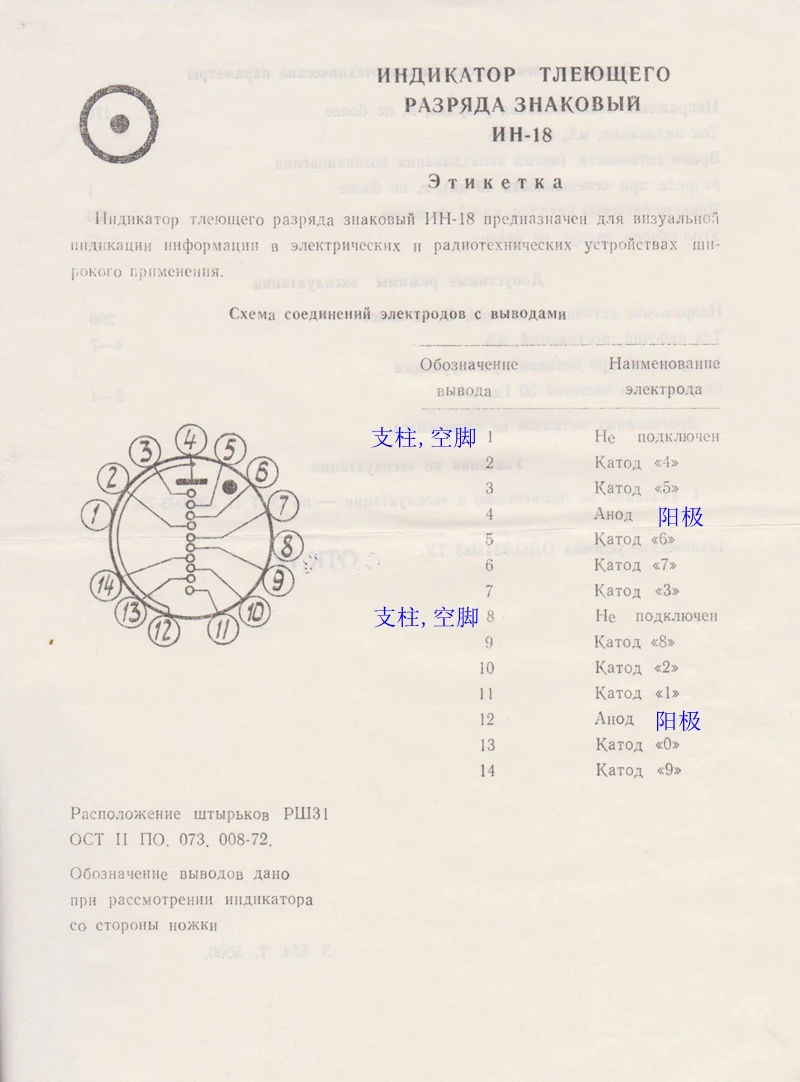 ИНДИКАТОР ТЛЕЮЩЕГО
РАЗРЯДА ЗНАКОВЫЙ
ИН-18
Этикетка
Индикатор тлеющего разряда знаковый ИН-18 предназначен для визуальной
индикации информации в электрических и радиотехнических устройствах ши-
рокого применения.
Схема соединений электродов с выводами
Обозначение вывода Наименование электрода
支柱, 空脚 1 Не подключен
2 Катод «4»
3 Катод «5»
4 Анод 阳极
5 Катод «6»
6 Катод «7»
7 Катод «3»
支柱, 空脚 8 Не подключен
9 Катод «8»
10 Катод «2»
11 Катод «1»
12 Анод 阳极
13 Катод «0»
14 Катод «9»
1
2
3
4
5
6
7
8
9
10
11
12
13
14
Расположение штырьков РШ31
ОСТ II ПО. 073. 008-72.
Обозначение выводов дано
при рассмотрении индикатора
со стороны ножки